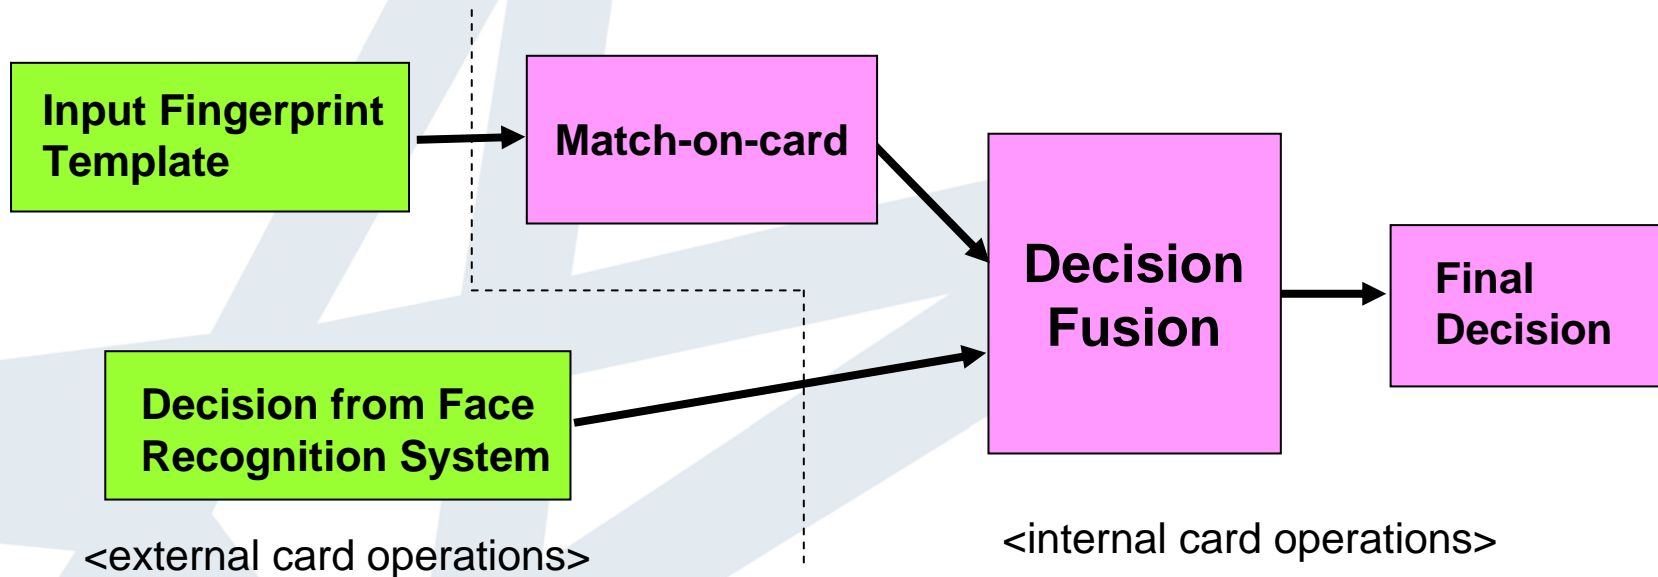 Input Fingerprint
Template
Match-on-card
Decision
Fusion
Final
Decision
Decision from Face
Recognition System
<external card operations>
<internal card operations>